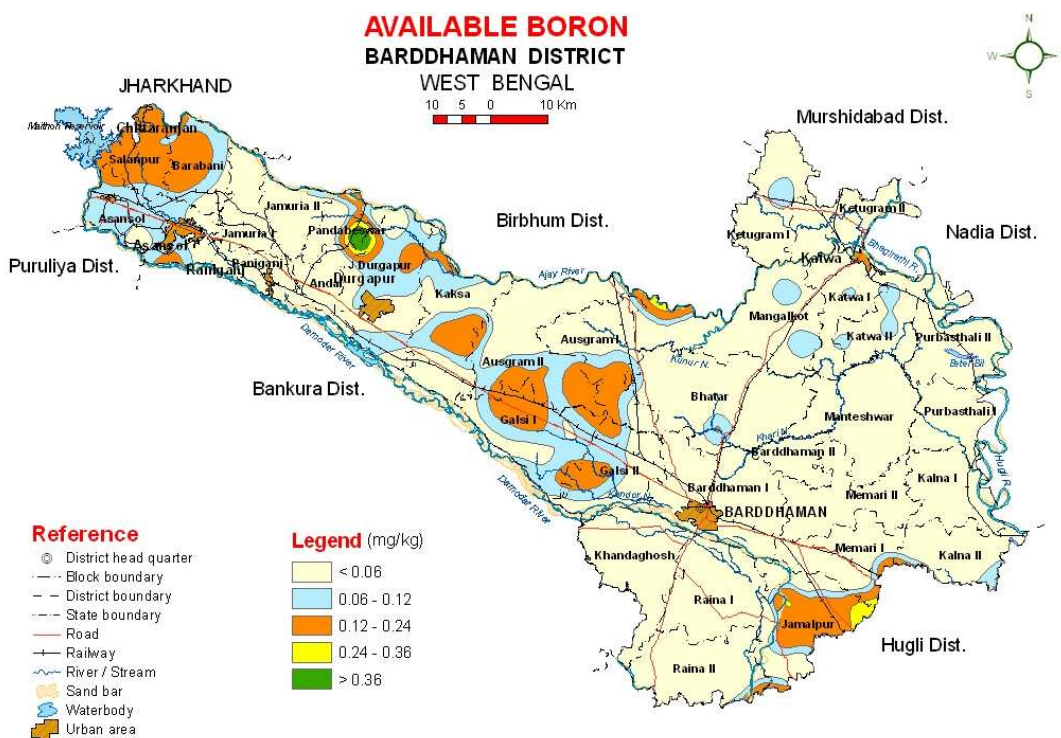 AVAILABLE BORON
BARDDHAMAN DISTRICT
WEST BENGAL
10 5 0 10 Km
N
W E
S
JHARKHAND
Murshidabad Dist.
Maithon Reservoir
Chittaranjan
Salanpur
Barabani
Jamuria II
Birbhum Dist.
Ketugram II
Nadia Dist.
Asansol
Jamuria I
Pandabeswar
Ketugram I
Katwa
Bhagirathi R.
Asansol
Puruliya Dist.
Raniganj
Raniganj
Andal
Durgapur
Durgapur
Kaksa
Ajay River
Mangalkot
Katwa I
Katwa II
Purbasthali II
Damodar River
Ausgram I
Ausgram II
Kunur N.
Beter Bil
Bankura Dist.
Bhatar
Manteshwar
Purbasthali I
Galsi I
Khari N.
Barddhaman II
Hugli R.
Galsi II
Barddhaman I
Memari II
Kalna I
Damodar River
BARDDHAMAN
Khandaghosh
Memari I
Kalna II
Raina I
Jamalpur
Hugli Dist.
Raina II
Reference
District head quarter
Block boundary
District boundary
State boundary
Road
Railway
River / Stream
Sand bar
Waterbody
Urban area
Legend (mg/kg)
< 0.06
0.06 - 0.12
0.12 - 0.24
0.24 - 0.36
> 0.36